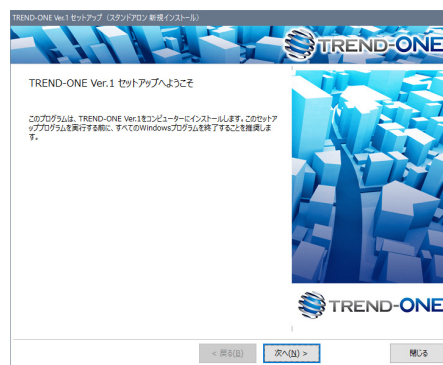 TREND-ONE Ver.1 セットアップ (スタンドアロン 新規インストール)
TREND-ONE
TREND-ONE Ver.1 セットアップへようこそ
このプログラムは、TREND-ONE Ver.1をコンピューターにインストールします。このセットア
ッププログラムを実行する前に、すべてのWindowsプログラムを終了することを推奨しま
す。
TREND-ONE
< 戻る(B)
次へ(N) >
閉じる